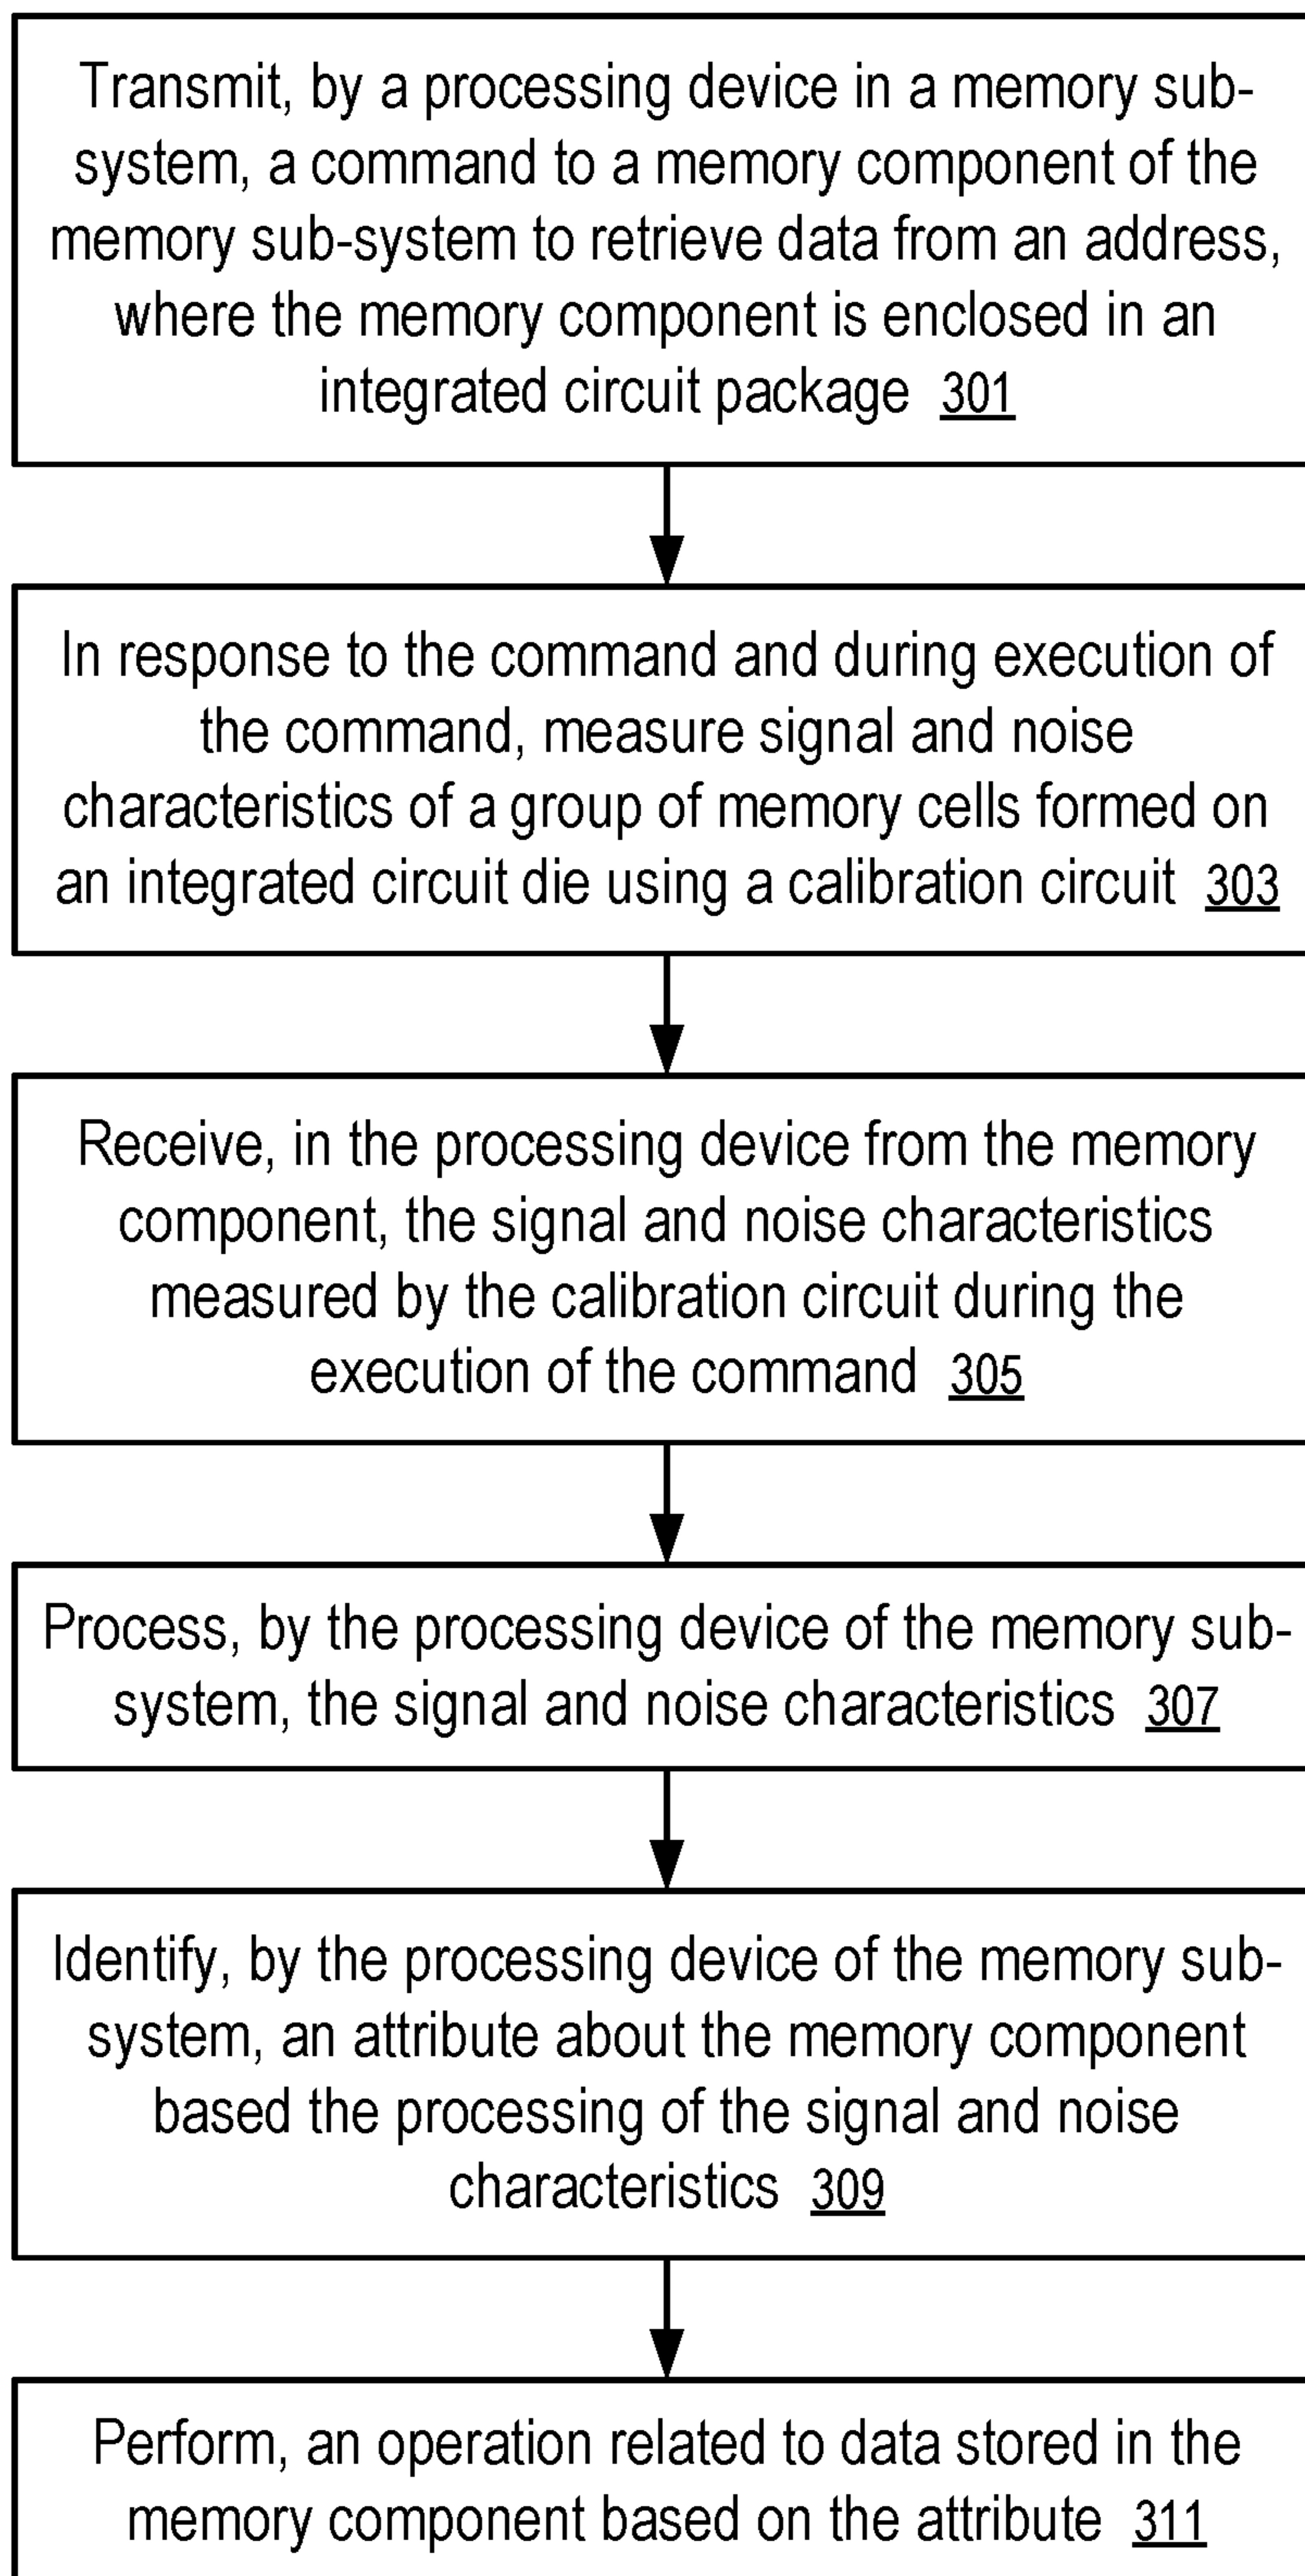 Transmit, by a processing device in a memory sub-
system, a command to a memory component of the
memory sub-system to retrieve data from an address,
where the memory component is enclosed in an
integrated circuit package 301
In response to the command and during execution of
the command, measure signal and noise
characteristics of a group of memory cells formed on
an integrated circuit die using a calibration circuit 303
Receive, in the processing device from the memory
component, the signal and noise characteristics
measured by the calibration circuit during the
execution of the command 305
Process, by the processing device of the memory sub-
system, the signal and noise characteristics 307
Identify, by the processing device of the memory sub-
system, an attribute about the memory component
based the processing of the signal and noise
characteristics 309
Perform, an operation related to data stored in the
memory component based on the attribute 311